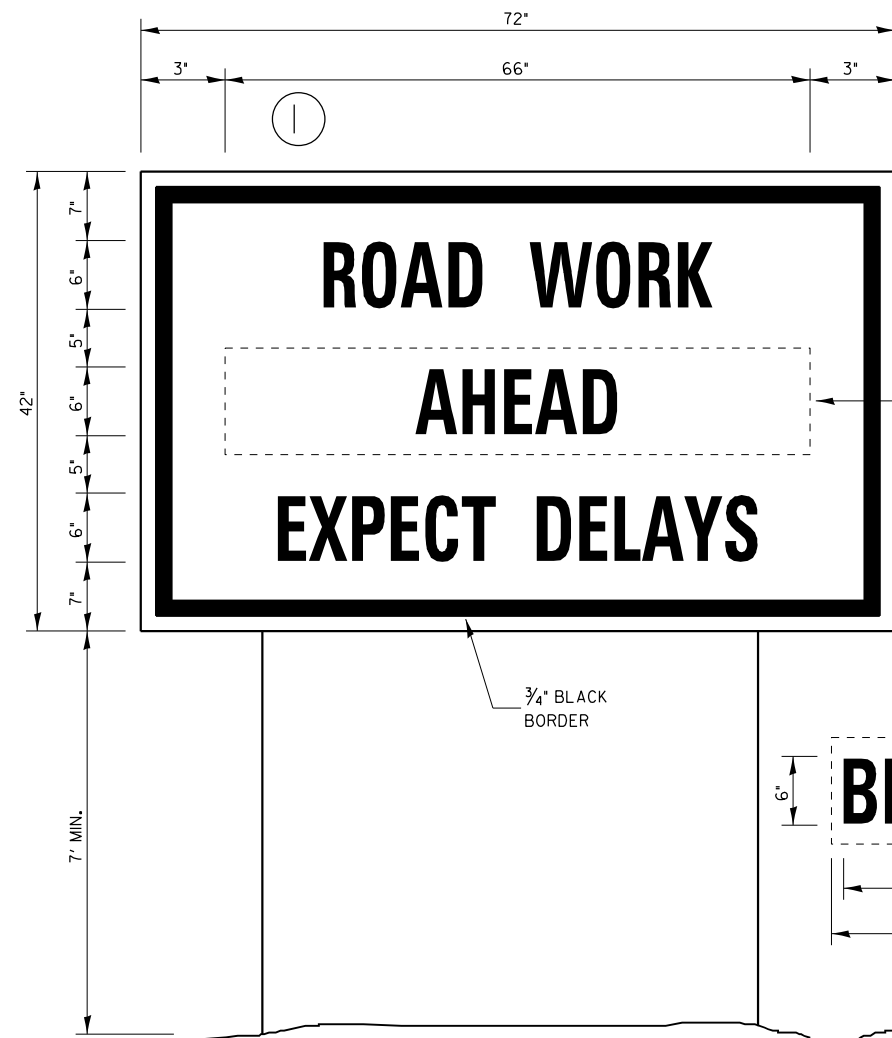 72"
3" 66" 3"
1
7"
ROAD WORK
6"
5"
42"
6"
AHEAD
5"
6"
EXPECT DELAYS
7"
3/4" BLACK
BORDER
7' MIN.
6"